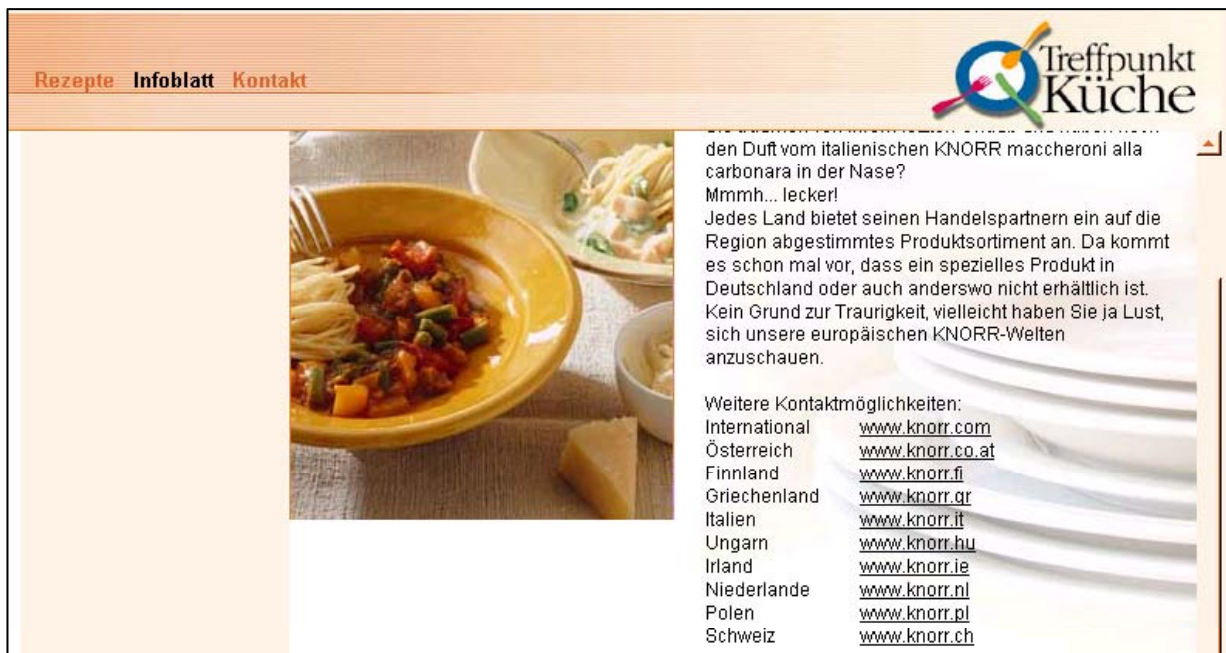 Rezepte Infoblatt Kontakt
Treffpunkt
Küche
den Duft vom italienischen KNORR maccheroni alla
carbonara in der Nase?
Mmmh... lecker!
Jedes Land bietet seinen Handelspartnern ein auf die
Region abgestimmtes Produktsortiment an. Da kommt
es schon mal vor, dass ein spezielles Produkt in
Deutschland oder auch anderswo nicht erhältlich ist.
Kein Grund zur Traurigkeit, vielleicht haben Sie ja Lust,
sich unsere europäischen KNORR-Welten
anzuschauen.
Weitere Kontaktmöglichkeiten:
International www.knorr.com
Österreich www.knorr.co.at
Finnland www.knorr.fi
Griechenland www.knorr.gr
Italien www.knorr.it
Ungarn www.knorr.hu
Irland www.knorr.ie
Niederlande www.knorr.nl
Polen www.knorr.pl
Schweiz www.knorr.ch